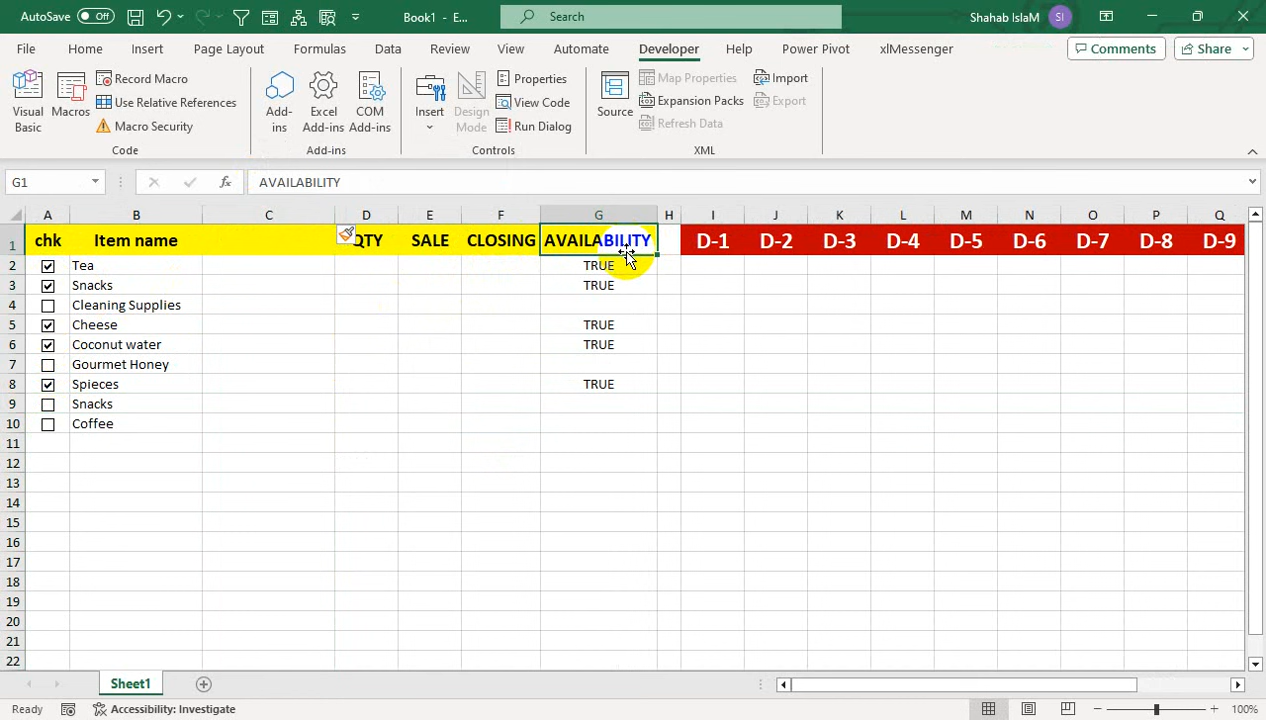 AutoSave Off Book1 - E... Search Shahab IslaM SI
File Home Insert Page Layout Formulas Data Review View Automate Developer Help Power Pivot xlMessenger Comments Share
Visual Basic Macros Record Macro Use Relative References Macro Security Code
Add-ins Excel Add-ins COM Add-ins Add-ins
Insert Design Mode Properties View Code Run Dialog Controls
Source Map Properties Expansion Packs Refresh Data Import Export XML
G1 fx AVAILABILITY
A B C D E F G H I J K L M N O P Q
1 chk Item name QTY SALE CLOSING AVAILABILITY D-1 D-2 D-3 D-4 D-5 D-6 D-7 D-8 D-9
2 Tea TRUE
3 Snacks TRUE
4 Cleaning Supplies
5 Cheese TRUE
6 Coconut water TRUE
7 Gourmet Honey
8 Spieces TRUE
9 Snacks
10 Coffee
11
12
13
14
15
16
17
18
19
20
21
22
Sheet1
Ready Accessibility: Investigate 100%